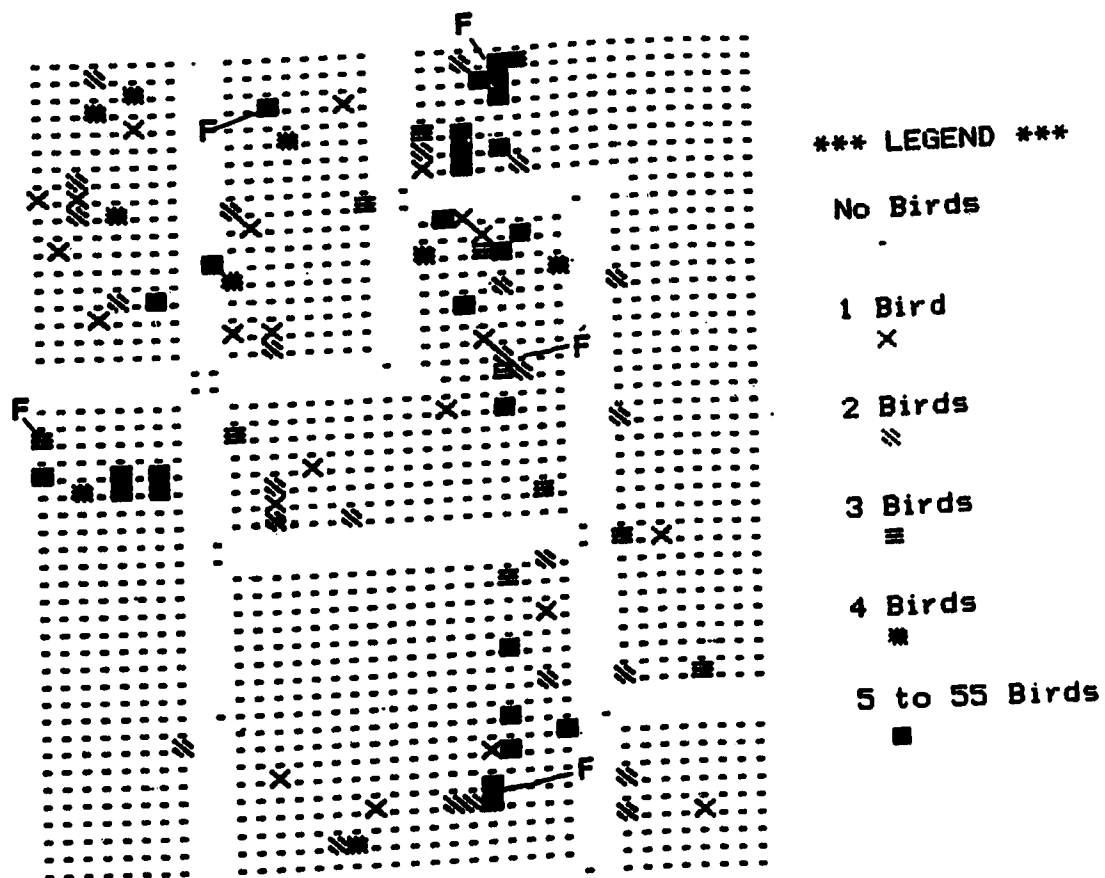 F
F
*** LEGEND ***
No Birds
1 Bird
F
2 Birds
F
3 Birds
4 Birds
5 to 55 Birds
F